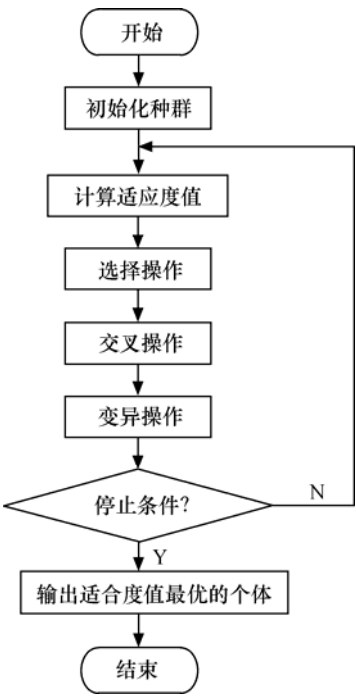 开始
初始化种群
计算适应度值
选择操作
交叉操作
变异操作
停止条件?
N
Y
输出适合度值最优的个体
结束